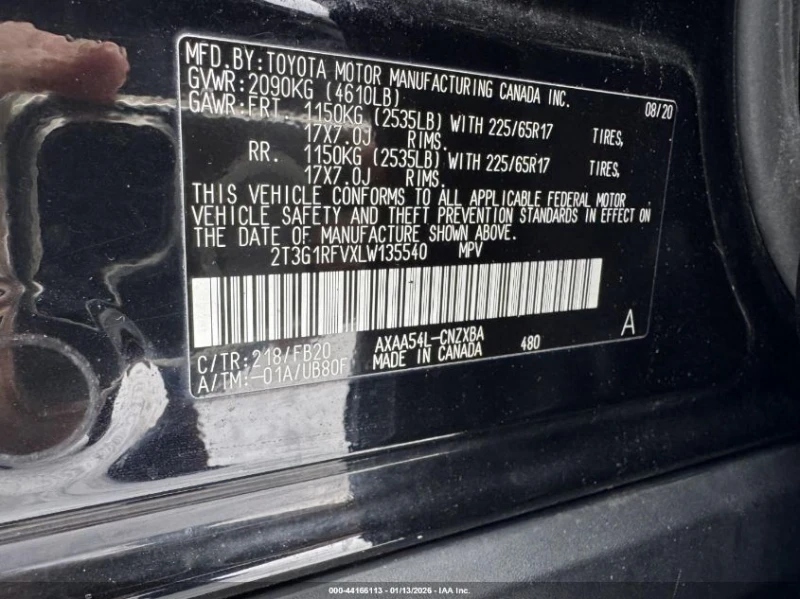 MFD.BY:TOYOTA MOTOR MANUFACTURING CANADA INC.
GVWR:2090KG (4610LB) 08/20
GAWR:FRT. 1150KG (2535LB) WITH 225/65R17 TIRES,
17X7.0J RIMS.
RR. 1150KG (2535LB) WITH 225/65R17 TIRES,
17X7.0J RIMS.
THIS VEHICLE CONFORMS TO ALL APPLICABLE FEDERAL MOTOR
VEHICLE SAFETY AND THEFT PREVENTION STANDARDS IN EFFECT ON
THE DATE OF MANUFACTURE SHOWN ABOVE.
2T3G1RFVXLW135540 MPV
C/TR:218/FB20 AXAA54L-CNZXBA 480 A
A/TM:-01A/UB80F MADE IN CANADA
000-44166113 - 01/13/2026 - IAA Inc.